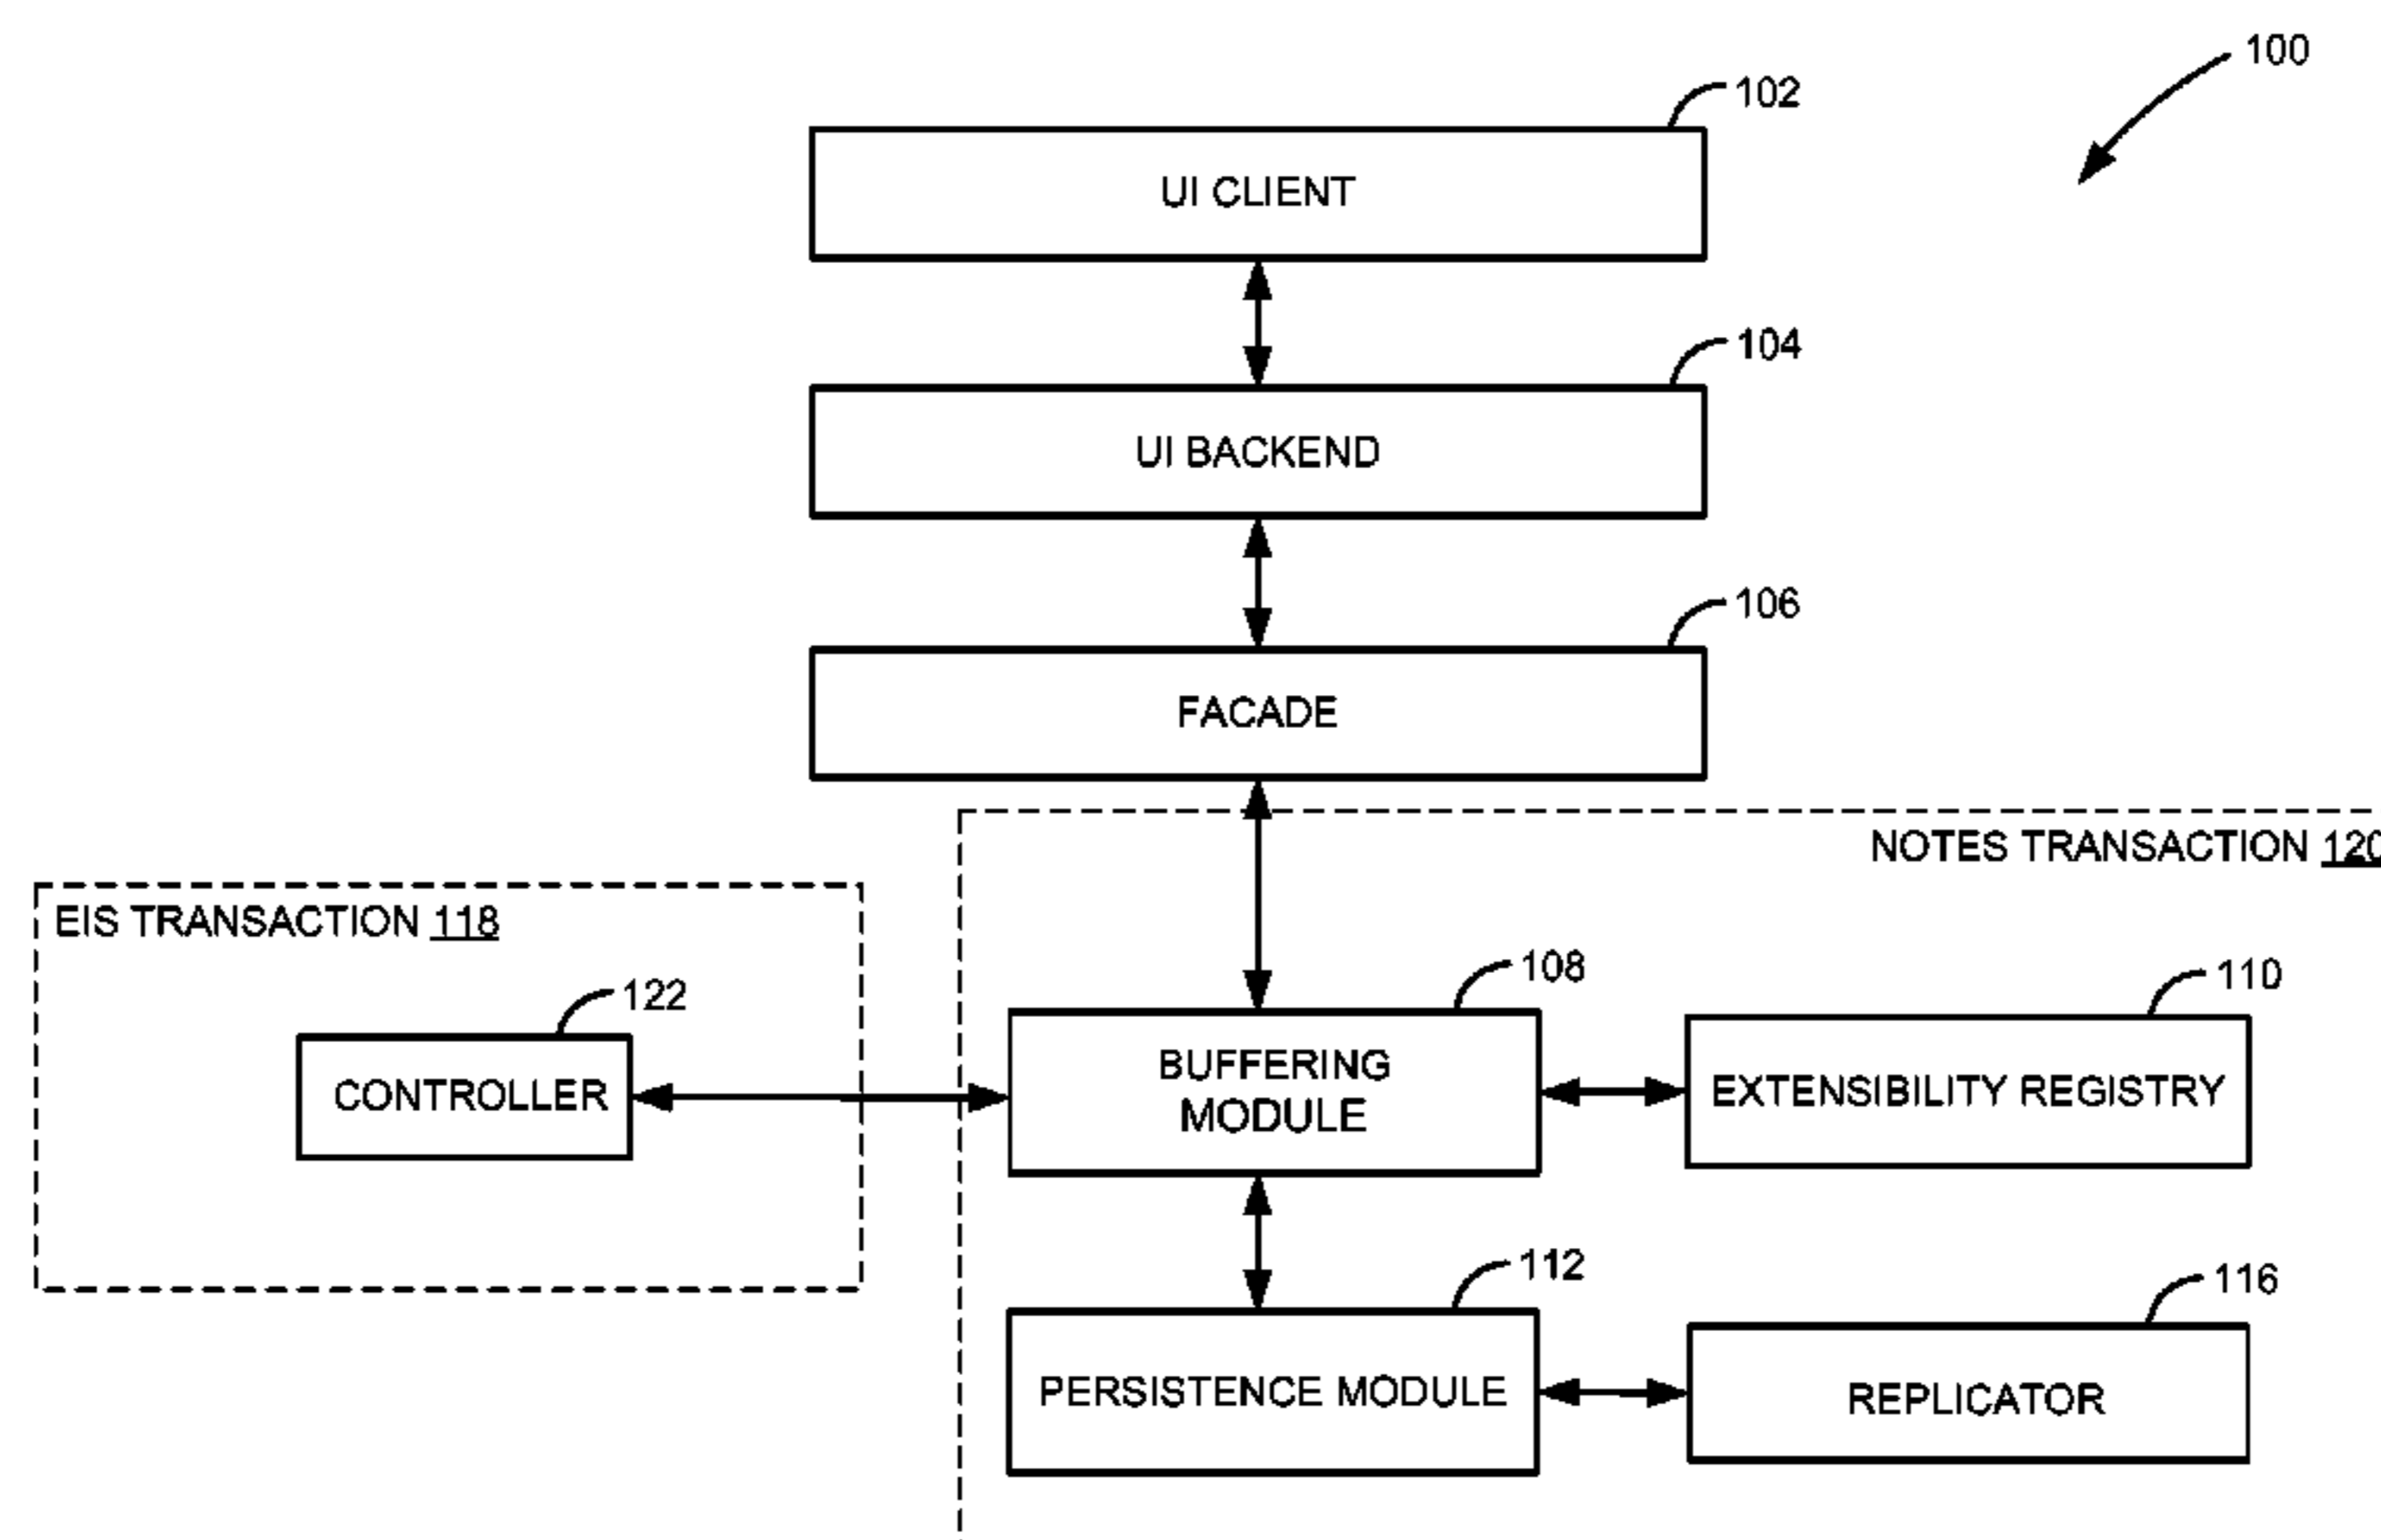 100
102
UI CLIENT
104
UI BACKEND
106
FACADE
NOTES TRANSACTION 120
EIS TRANSACTION 118
122
CONTROLLER
108
BUFFERING
MODULE
110
EXTENSIBILITY REGISTRY
112
PERSISTENCE MODULE
116
REPLICATOR